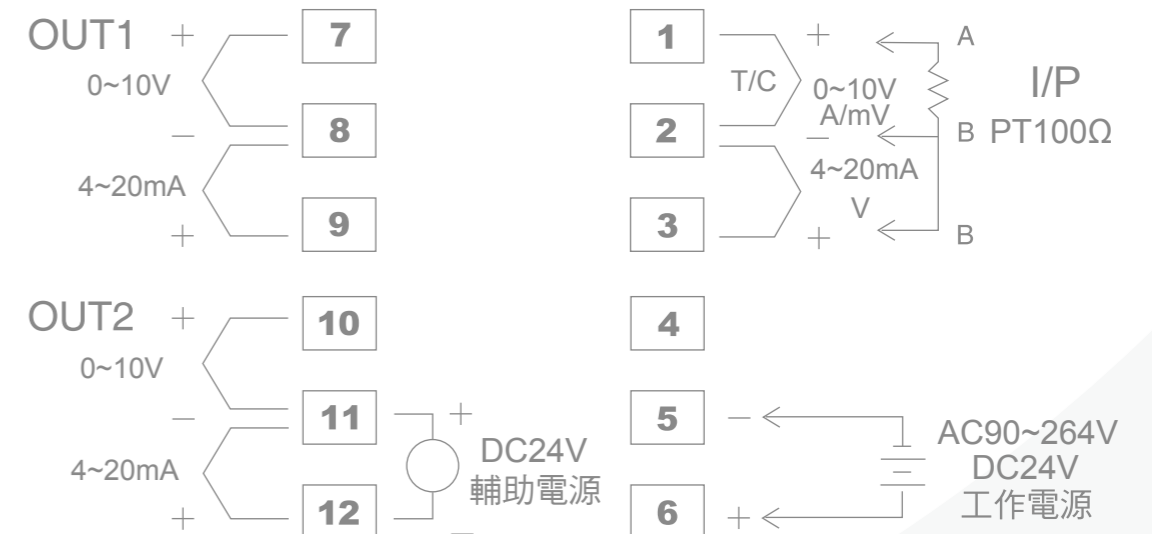 OUT1 + 7
0~10V
− 8
4~20mA
+ 9
OUT2 + 10
0~10V
− 11 +
4~20mA
DC24V
輔助電源
+ 12 −
1 + A
T/C 0~10V I/P
A/mV
2 − B PT100Ω
4~20mA
V
3 + B
4
5 −
AC90~264V
DC24V
工作電源
6 +